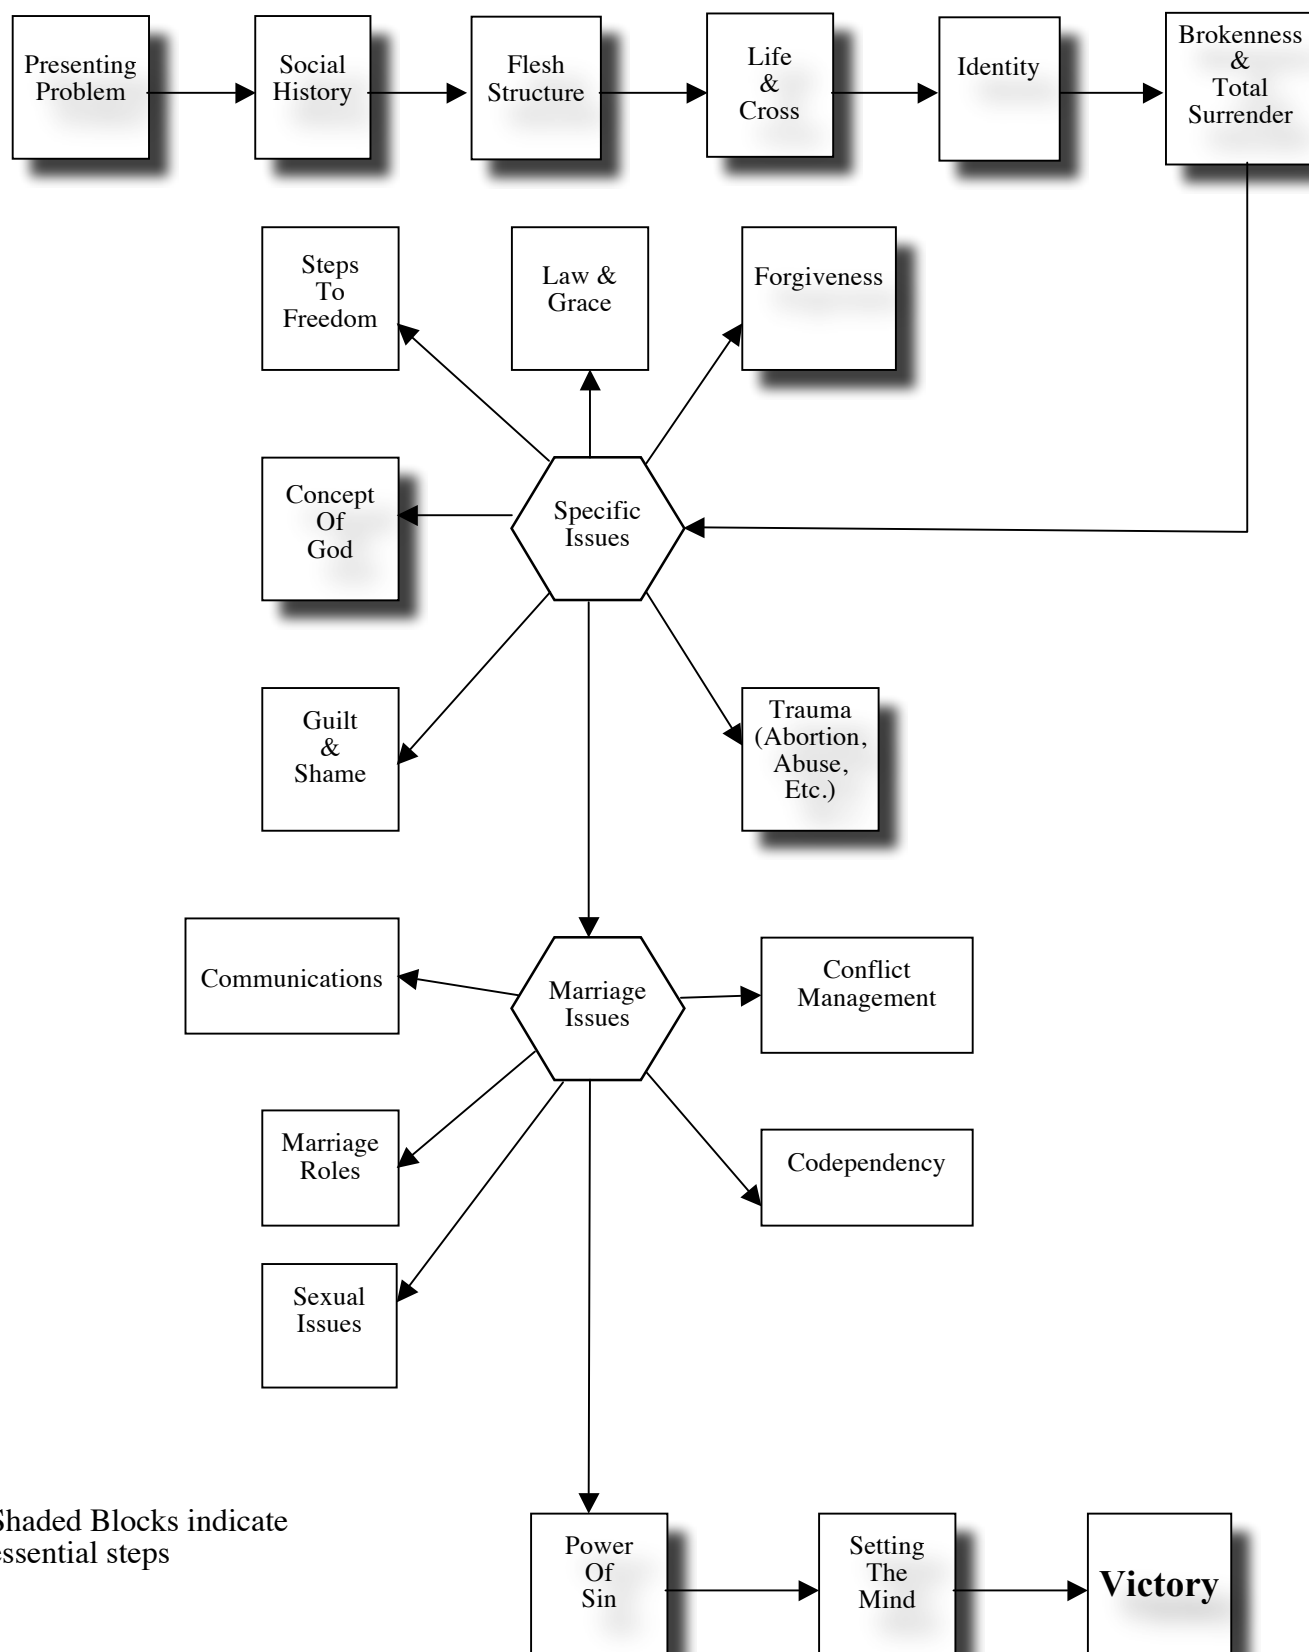 Presenting
Problem
Social
History
Flesh
Structure
Life
&
Cross
Identity
Brokenness
&
Total
Surrender
Steps
To
Freedom
Law &
Grace
Forgiveness
Concept
Of
God
Specific
Issues
Guilt
&
Shame
Trauma
(Abortion,
Abuse,
Etc.)
Communications
Marriage
Issues
Conflict
Management
Marriage
Roles
Codependency
Sexual
Issues
Shaded Blocks indicate
essential steps
Power
Of
Sin
Setting
The
Mind
Victory